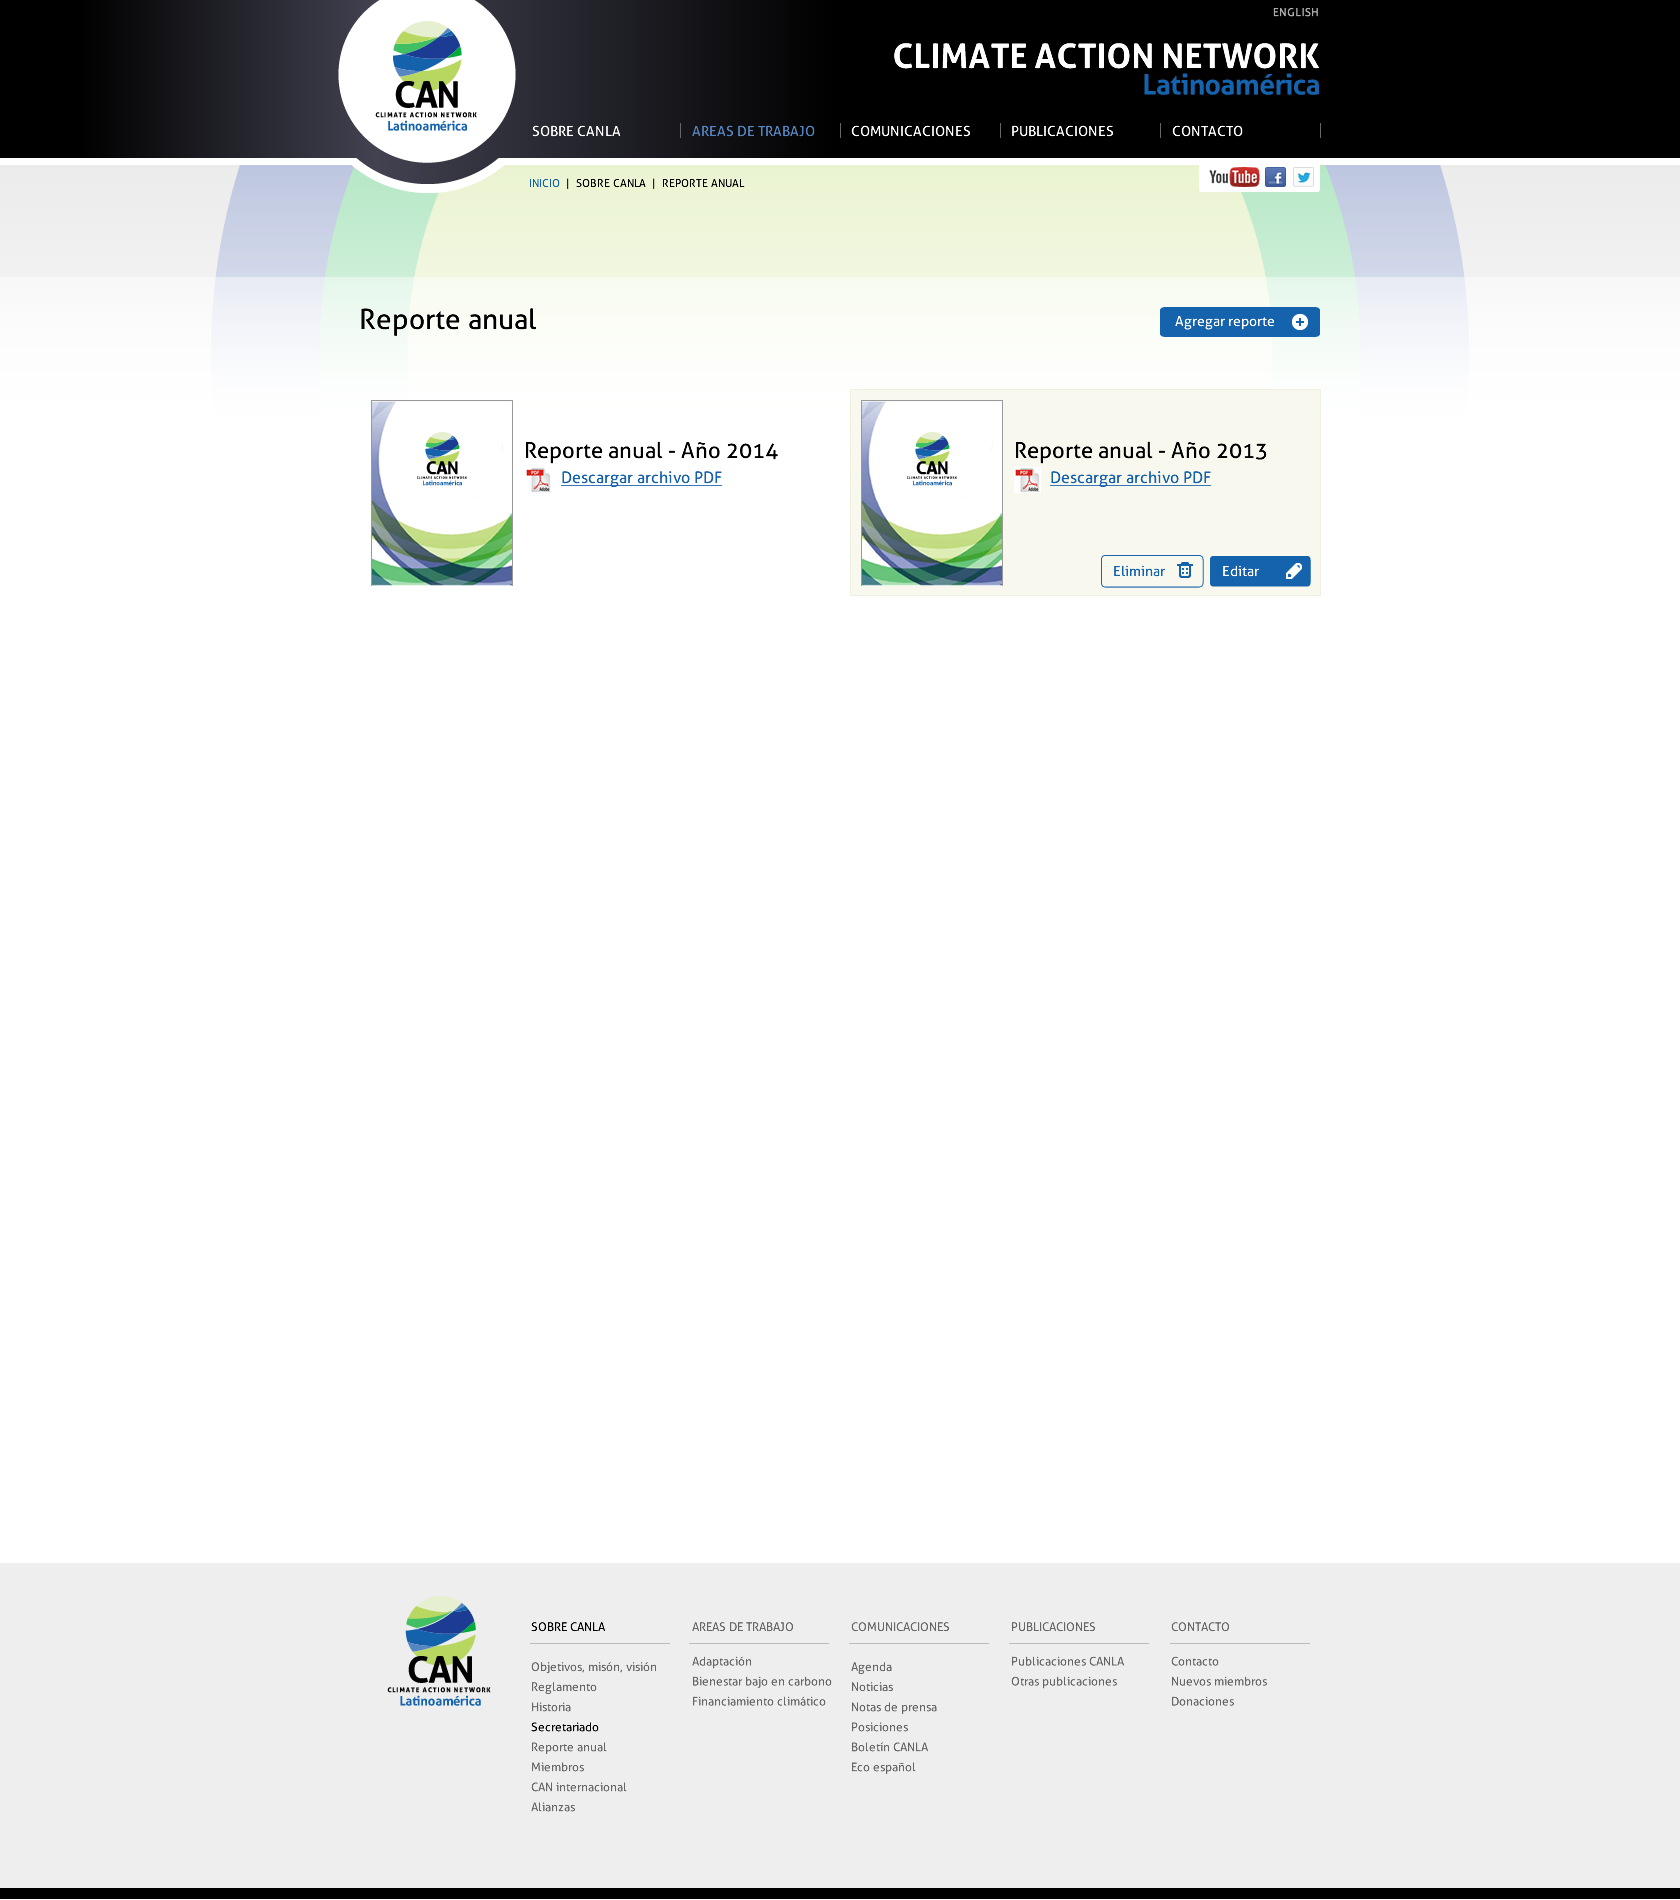 ENGLISH
CAN
CLIMATE ACTION NETWORK
Latinoamérica
CLIMATE ACTION NETWORK
Latinoamérica
SOBRE CANLA
AREAS DE TRABAJO
COMUNICACIONES
PUBLICACIONES
CONTACTO
INICIO | SOBRE CANLA | REPORTE ANUAL
YouTube
f
Reporte anual
Agregar reporte
CAN
CLIMATE ACTION NETWORK
Latinoamérica
Reporte anual - Año 2014
PDF
Adobe
Descargar archivo PDF
CAN
CLIMATE ACTION NETWORK
Latinoamérica
Reporte anual - Año 2013
PDF
Adobe
Descargar archivo PDF
Eliminar
Editar
CAN
CLIMATE ACTION NETWORK
Latinoamérica
SOBRE CANLA
Objetivos, misón, visión
Reglamento
Historia
Secretariado
Reporte anual
Miembros
CAN internacional
Alianzas
AREAS DE TRABAJO
Adaptación
Bienestar bajo en carbono
Financiamiento climático
COMUNICACIONES
Agenda
Noticias
Notas de prensa
Posiciones
Boletín CANLA
Eco español
PUBLICACIONES
Publicaciones CANLA
Otras publicaciones
CONTACTO
Contacto
Nuevos miembros
Donaciones